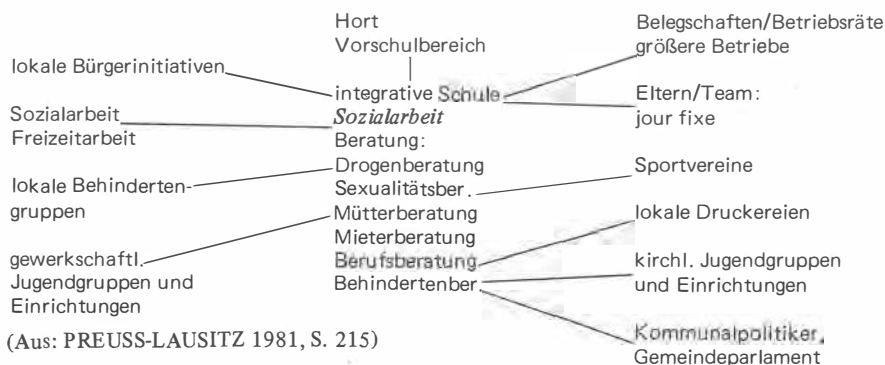 Hort
Vorschulbereich
Belegschaften/Betriebsräte
größere Betriebe
lokale Bürgerinitiativen
integrative Schule
Eltern/Team:
jour fixe
Sozialarbeit
Freizeitarbeit
Sozialarbeit
Beratung:
Drogenberatung
Sexualitätsber.
Mütterberatung
Mieterberatung
Berufsberatung
Behindertenber.
lokale Behinderten-
gruppen
Sportvereine
lokale Druckereien
gewerkschaftl.
Jugendgruppen und
Einrichtungen
kirchl. Jugendgruppen
und Einrichtungen
Kommunalpolitiker,
Gemeindeparlament
(Aus: PREUSS-LAUSITZ 1981, S. 215)